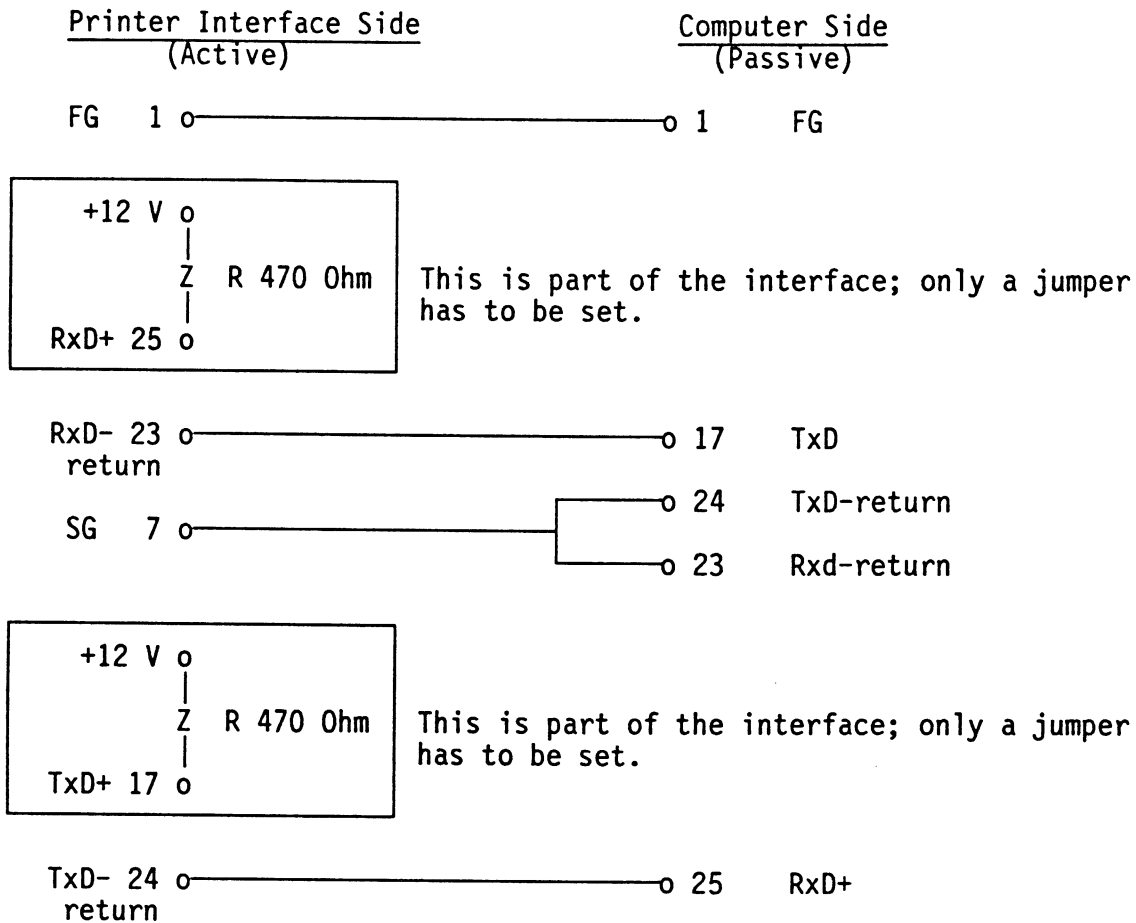 Printer Interface Side Computer Side
(Active) (Passive)
FG 1 o o 1 FG
+12 V o
Z R 470 Ohm This is part of the interface; only a jumper
has to be set.
RxD+ 25 o
RxD- 23 o o 17 TxD
return
o 24 TxD-return
SG 7 o
o 23 Rxd-return
+12 V o
Z R 470 Ohm This is part of the interface; only a jumper
has to be set.
TxD+ 17 o
TxD- 24 o o 25 RxD+
return